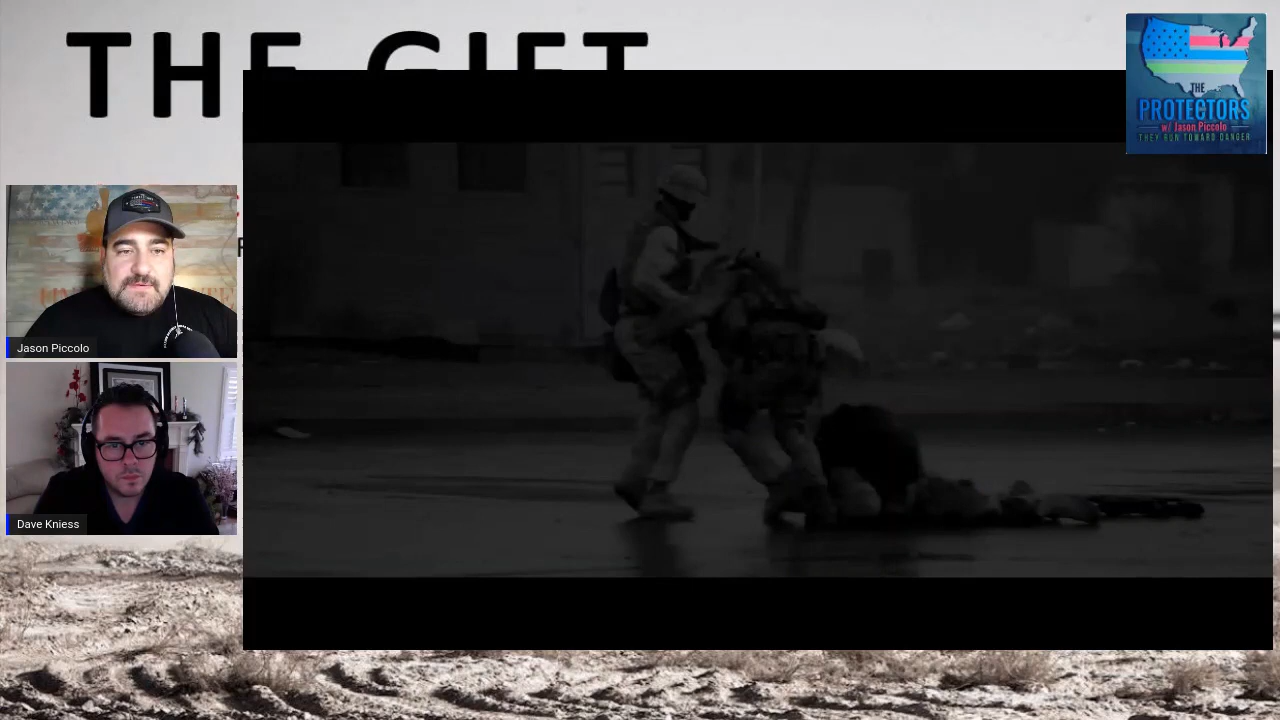 THE GIFT
THE
PROTECTORS
w/ Jason Piccolo
THEY RUN TOWARD DANGER
Jason Piccolo
Dave Kniess